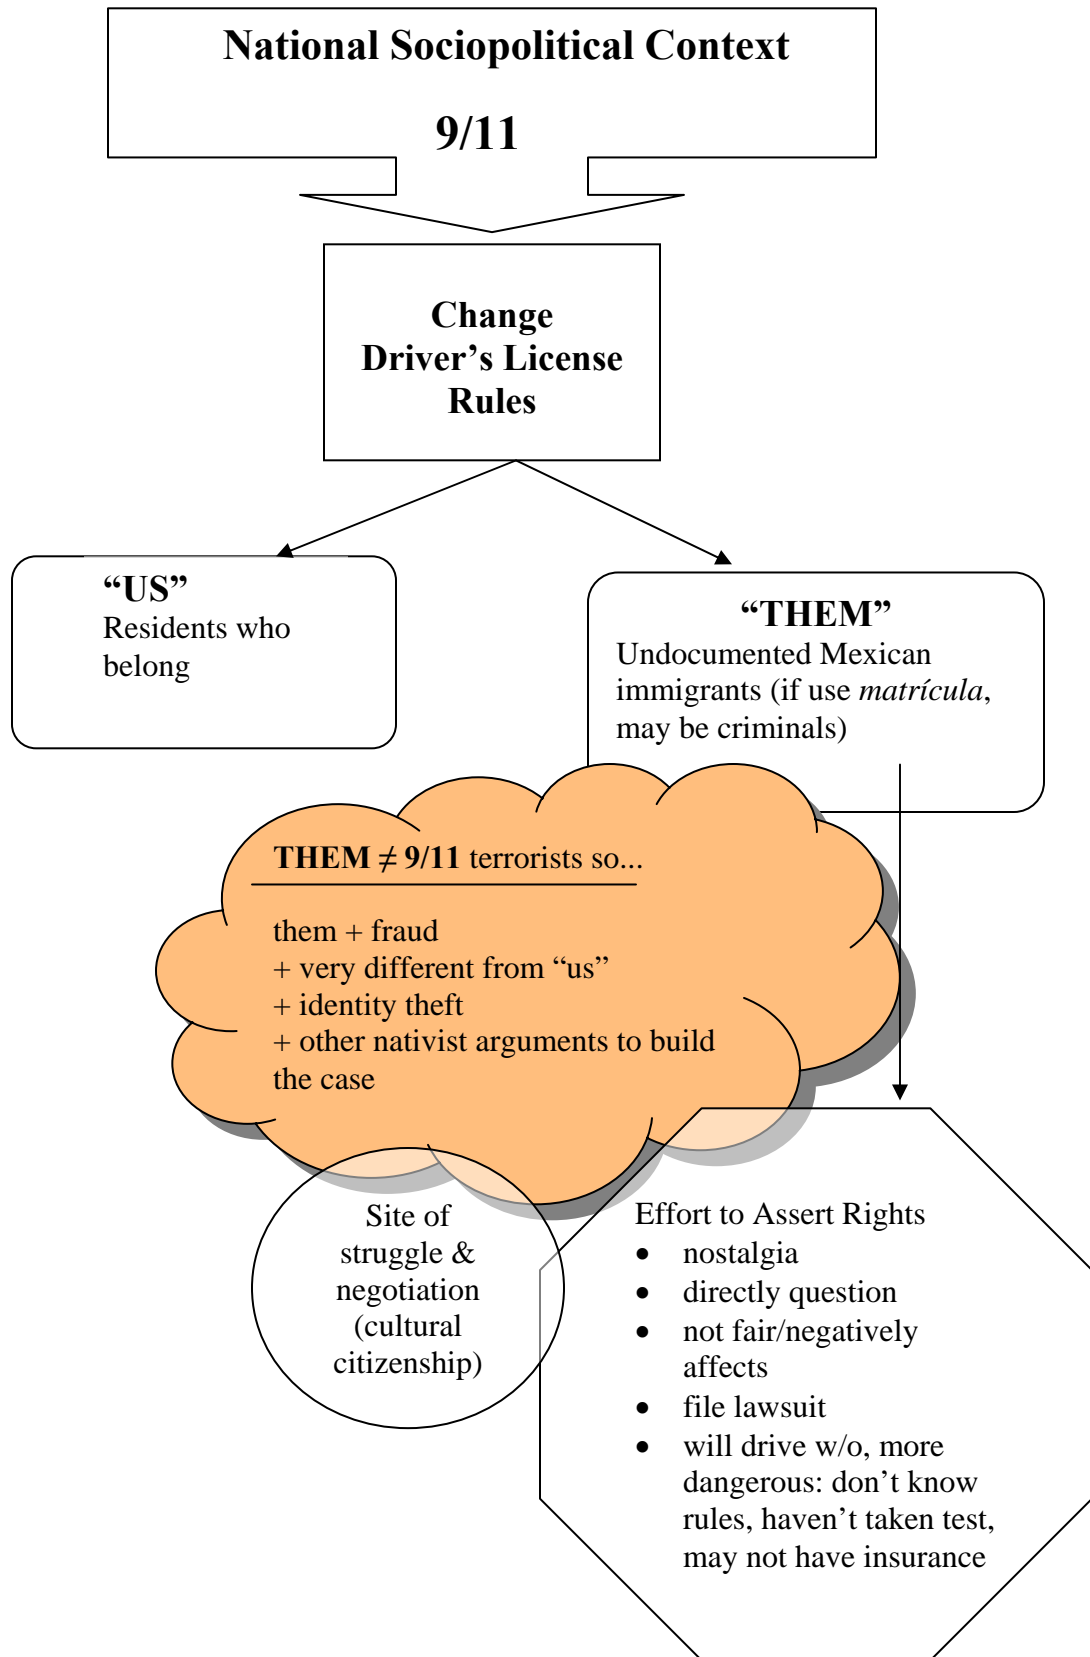 National Sociopolitical Context
9/11
Change
Driver’s License
Rules
“US”
Residents who
belong
“THEM”
Undocumented Mexican
immigrants (if use matrícula,
may be criminals)
THEM ≠ 9/11 terrorists so...
them + fraud
+ very different from “us”
+ identity theft
+ other nativist arguments to build
the case
Site of
struggle &
negotiation
(cultural
citizenship)
Effort to Assert Rights
• nostalgia
• directly question
• not fair/negatively
affects
• file lawsuit
• will drive w/o, more
dangerous: don’t know
rules, haven’t taken test,
may not have insurance